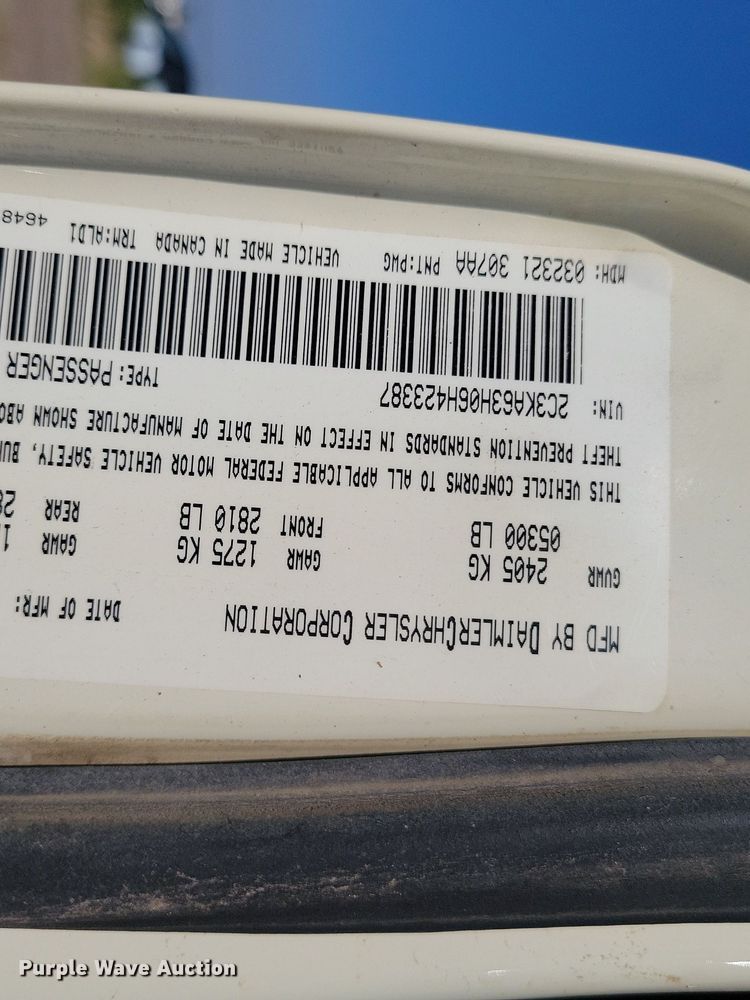 MFD BY DAIMLERCHRYSLER CORPORATION DATE OF MFR:
GVWR 2405 KG GAWR 1275 KG GAWR
05300 LB FRONT 2810 LB REAR
THIS VEHICLE CONFORMS TO ALL APPLICABLE FEDERAL MOTOR VEHICLE SAFETY,
THEFT PREVENTION STANDARDS IN EFFECT ON THE DATE OF MANUFACTURE SHOWN
VIN: 2C3KA63H06H423387 TYPE: PASSENGER
MDH: 032321 307AA PNT:PWG VEHICLE MADE IN CANADA TRM:ALD1 4648
Purple Wave Auction